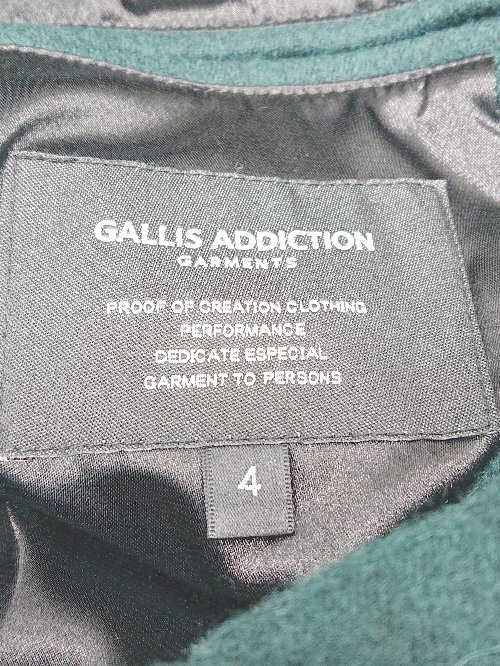 GALLIS ADDICTION
GARMENTS
PROOF OF CREATION CLOTHING
PERFORMANCE
DEDICATE ESPECIAL
GARMENT TO PERSONS
4